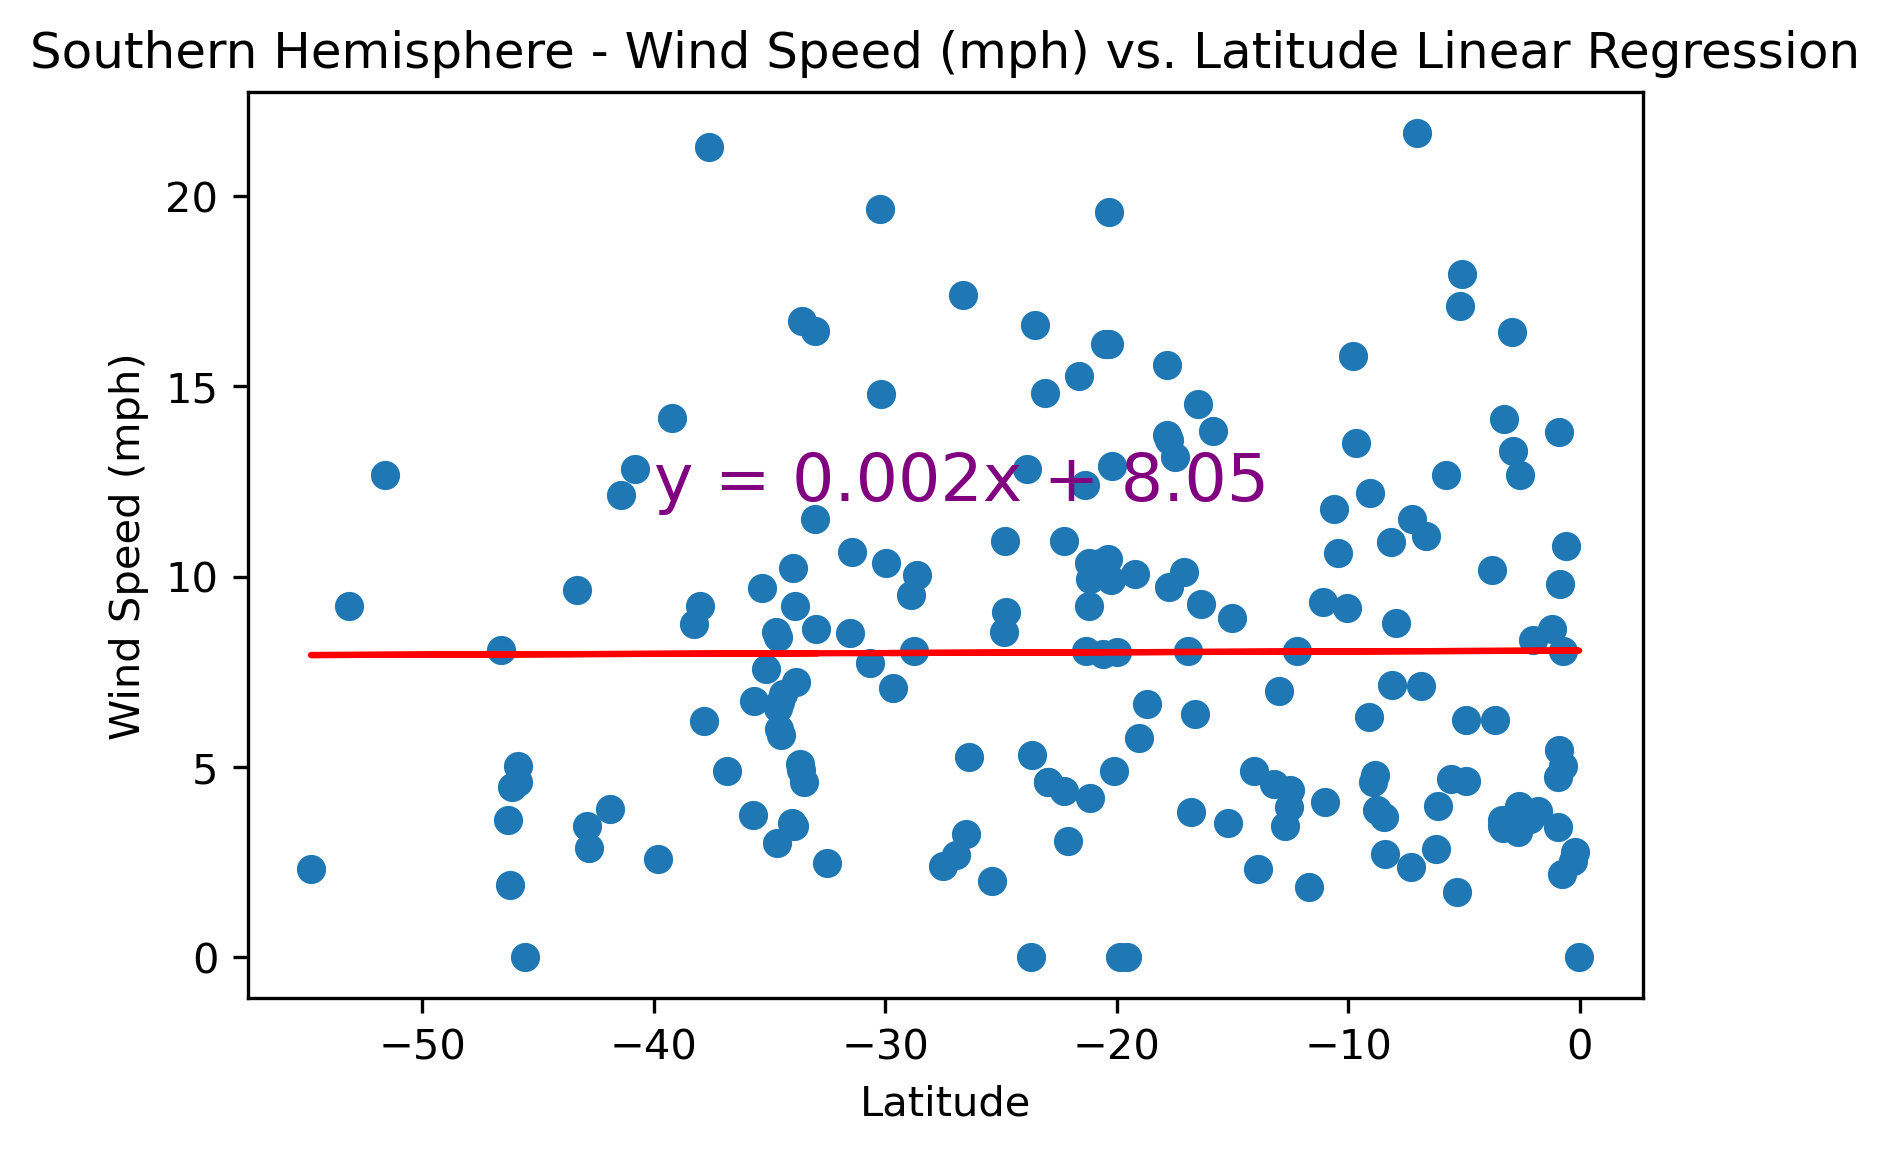 Southern Hemisphere - Wind Speed (mph) vs. Latitude Linear Regression
20
15
y = 0.002x + 8.05
10
5
0
Wind Speed (mph)
−50 −40 −30 −20 −10 0
Latitude